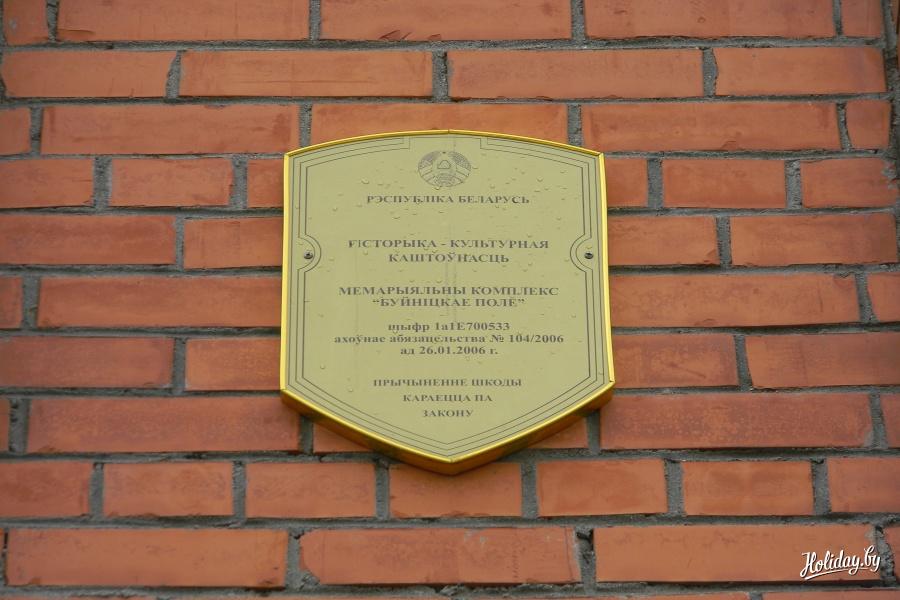 РЭСПУБЛІКА БЕЛАРУСЬ
ГІСТОРЫКА - КУЛЬТУРНАЯ
КАШТОЎНАСЦЬ
МЕМАРЫЯЛЬНЫ КОМПЛЕКС
“БУЙНІЦКАЕ ПОЛЕ”
шыфр 1а1Е700533
ахоўнае абязацельства № 104/2006
ад 26.01.2006 г.
ПРЫЧЫНЕННЕ ШКОДЫ
КАРАЕЦЦА ПА
ЗАКОНУ
Holiday.by